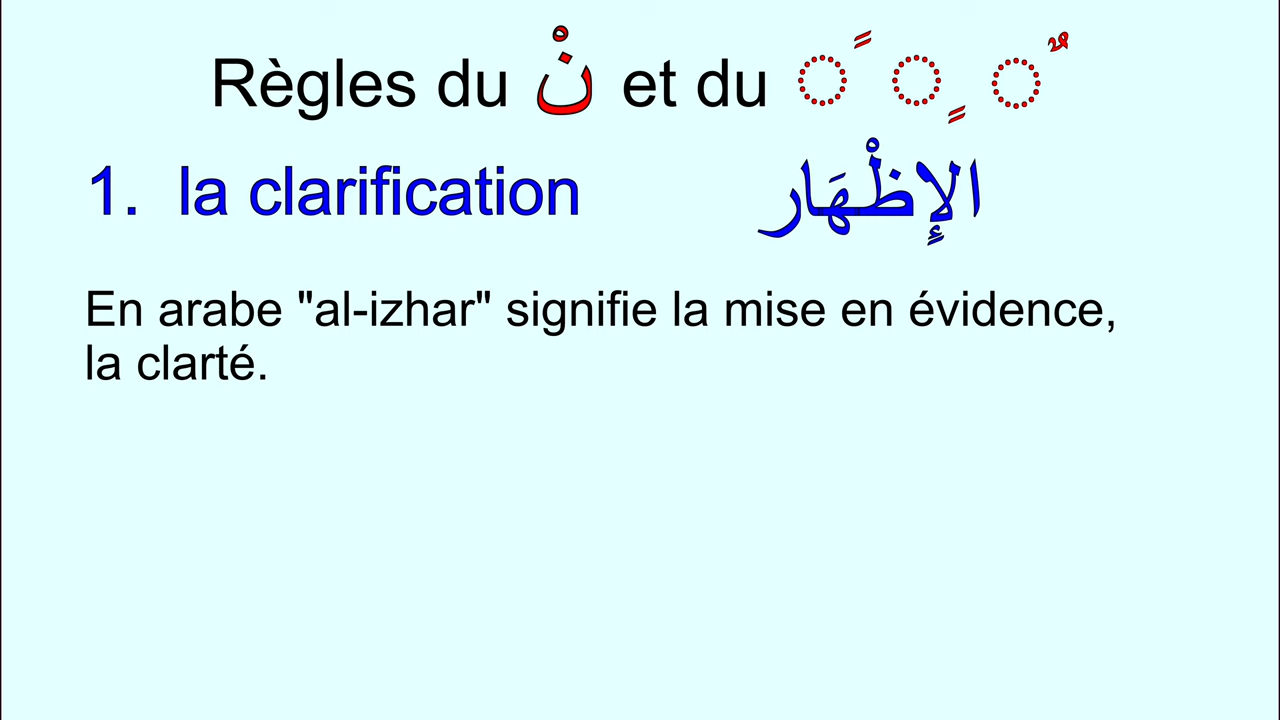 Règles du نْ et du ◌ً ◌ٍ ◌ٌ
1. la clarification الإٍظْهَار
En arabe "al-izhar" signifie la mise en évidence,
la clarté.